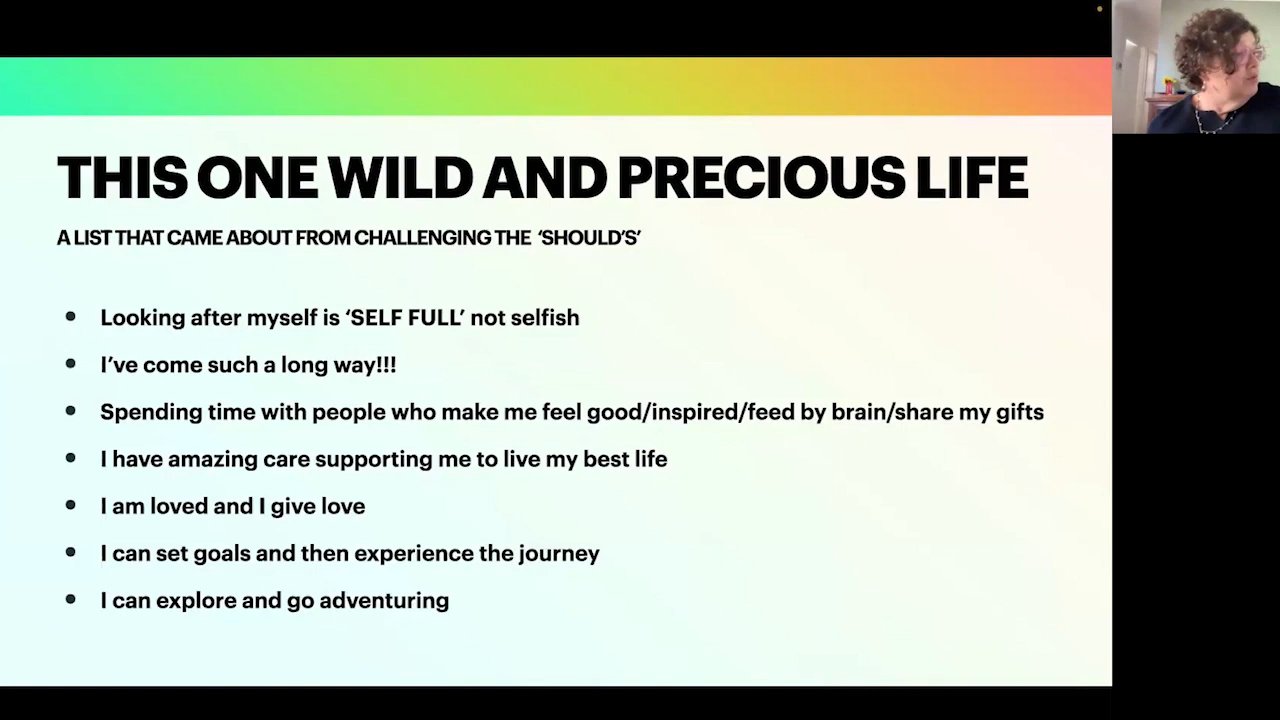 THIS ONE WILD AND PRECIOUS LIFE
A LIST THAT CAME ABOUT FROM CHALLENGING THE ‘SHOULD’S’
• Looking after myself is ‘SELF FULL’ not selfish
• I’ve come such a long way!!!
• Spending time with people who make me feel good/inspired/feed by brain/share my gifts
• I have amazing care supporting me to live my best life
• I am loved and I give love
• I can set goals and then experience the journey
• I can explore and go adventuring